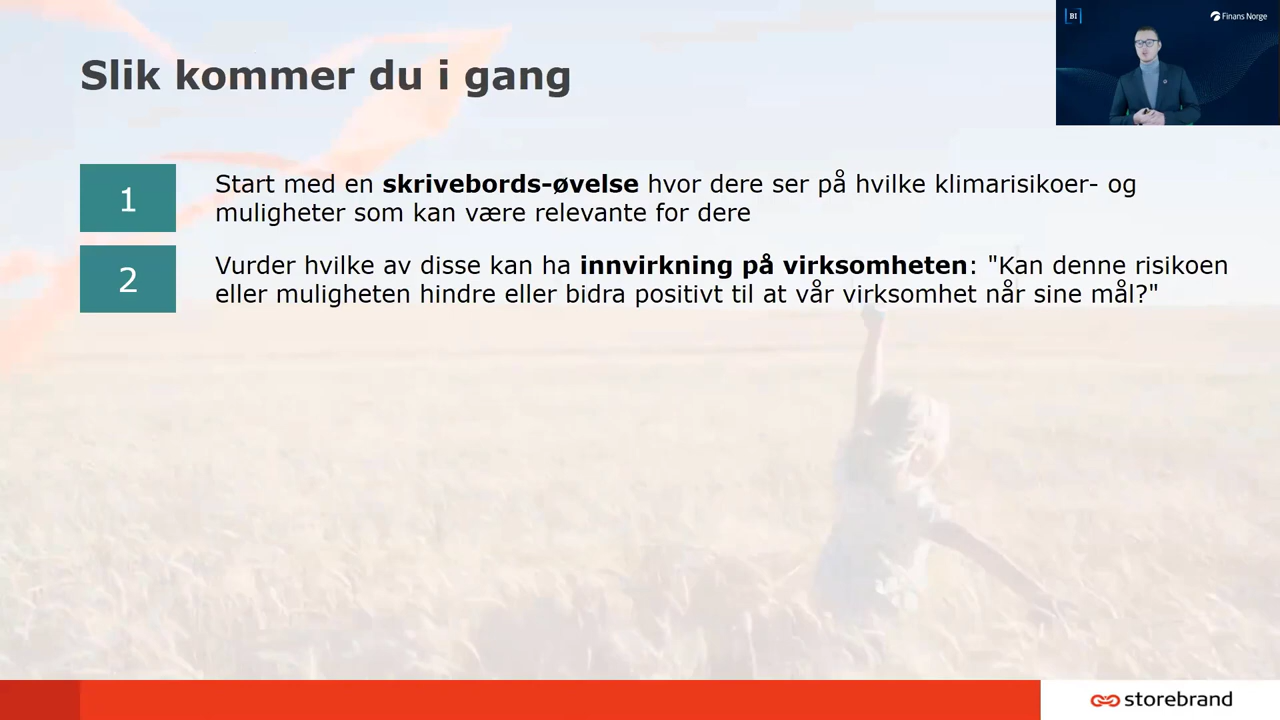 BI
Finans Norge
Slik kommer du i gang
1
Start med en skrivebords-øvelse hvor dere ser på hvilke klimarisikoer- og
muligheter som kan være relevante for dere
2
Vurder hvilke av disse kan ha innvirkning på virksomheten: "Kan denne risikoen
eller muligheten hindre eller bidra positivt til at vår virksomhet når sine mål?"
storebrand